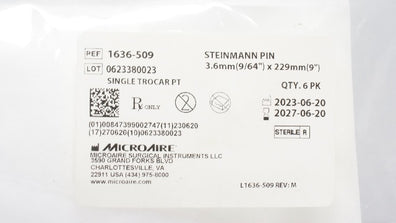 REF 1636-509
STEINMANN PIN
3.6mm(9/64") x 229mm(9")
LOT 0623380023
SINGLE TROCAR PT
QTY. 6 PK
Rx ONLY
2023-06-20
2027-06-20
(01)00847399002747(11)230620
(17)270620(10)0623380023
STERILE R
MICROAIRE
MICROAIRE SURGICAL INSTRUMENTS LLC
3590 GRAND FORKS BLVD
CHARLOTTESVILLE, VA
22911 USA (434) 975-8000
www.microaire.com
L1636-509 REV: M